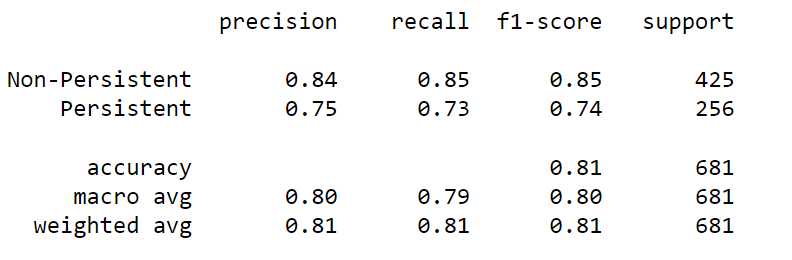 precision recall f1-score support
Non-Persistent 0.84 0.85 0.85 425
Persistent 0.75 0.73 0.74 256
accuracy 0.81 681
macro avg 0.80 0.79 0.80 681
weighted avg 0.81 0.81 0.81 681